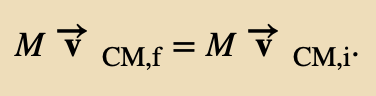 M v⃗ CM,f = M v⃗ CM,i.